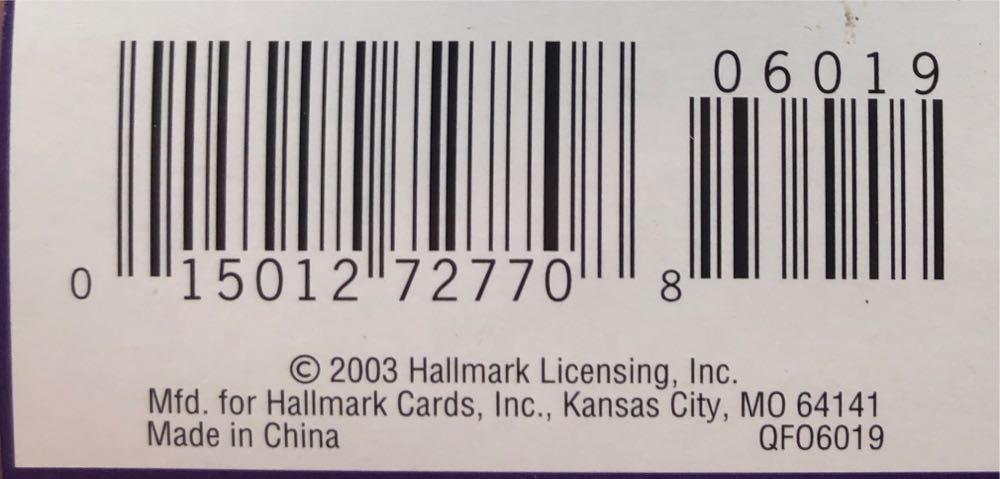 06019
0 15012 72770 8
© 2003 Hallmark Licensing, Inc.
Mfd. for Hallmark Cards, Inc., Kansas City, MO 64141
Made in China QFO6019